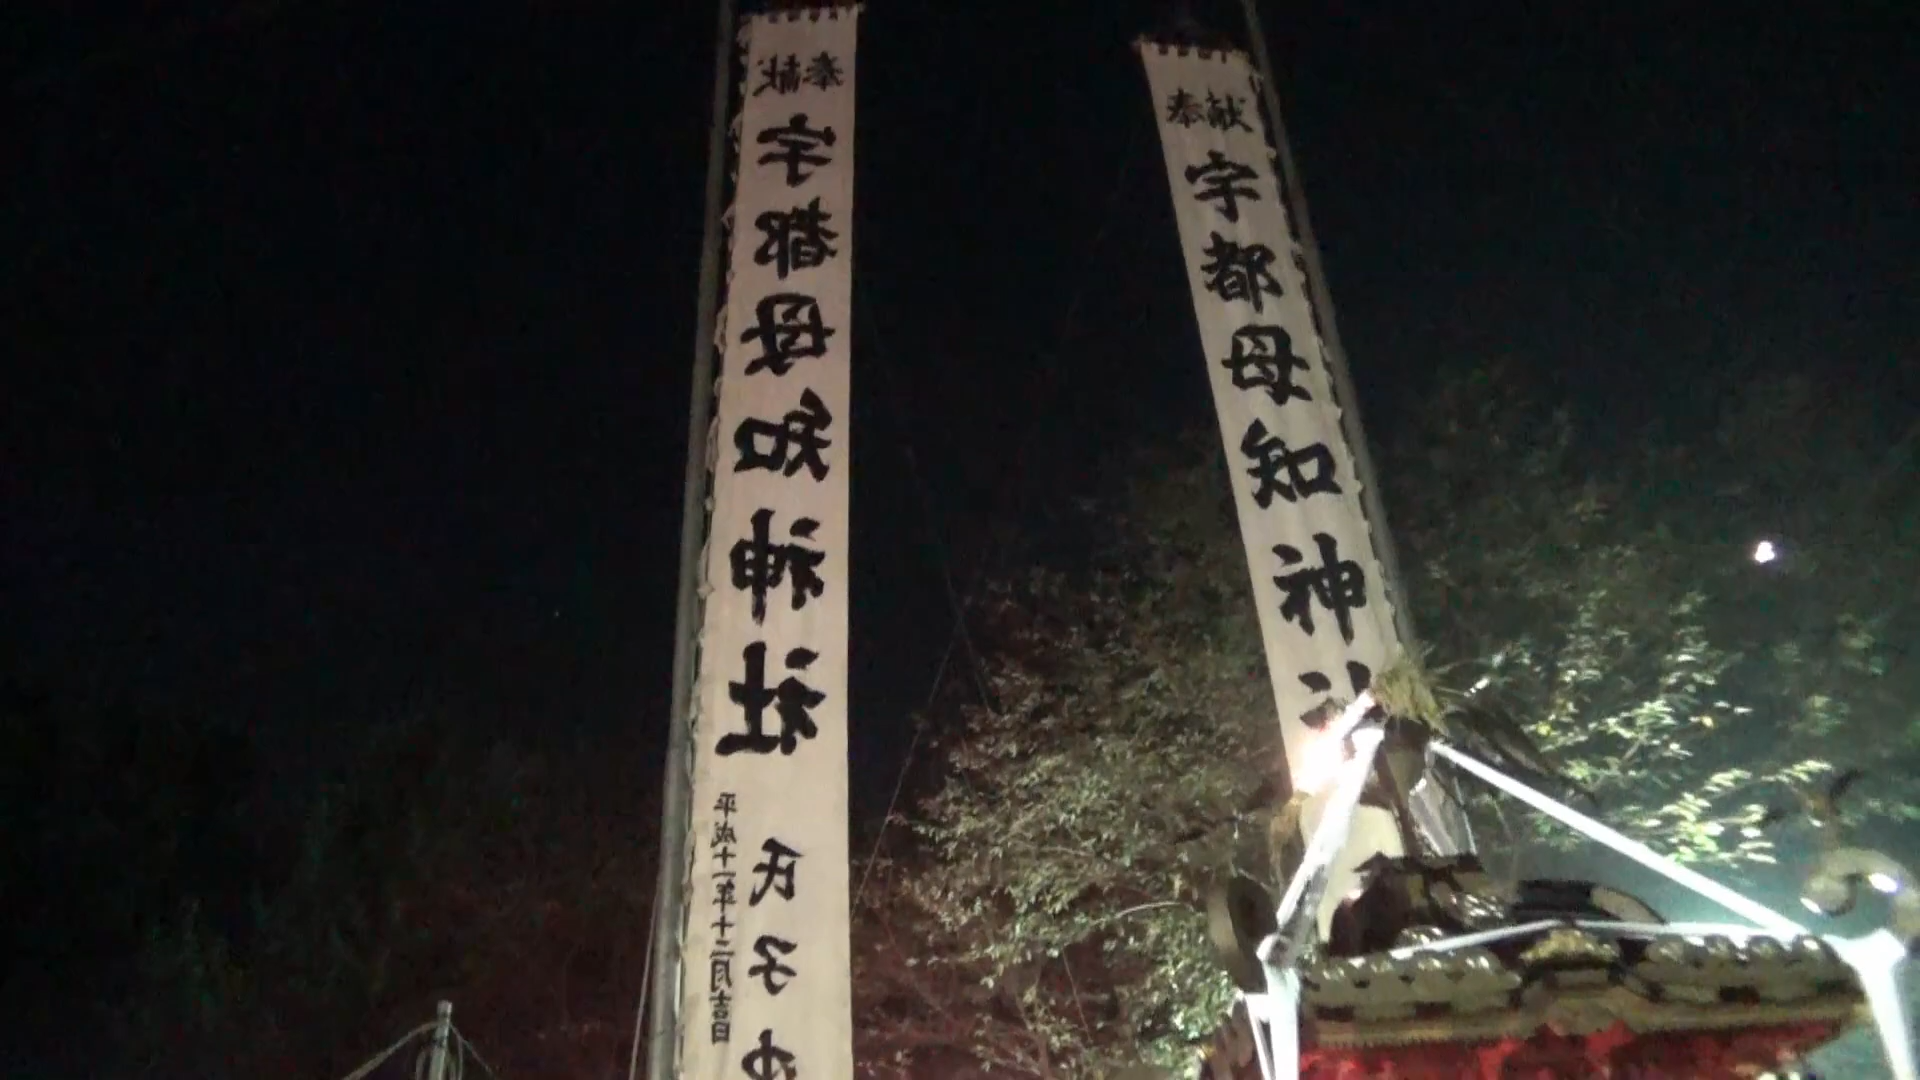 奉献
宇都母知神
奉献
宇都母知神社
氏子中
平成十一年十二月吉日